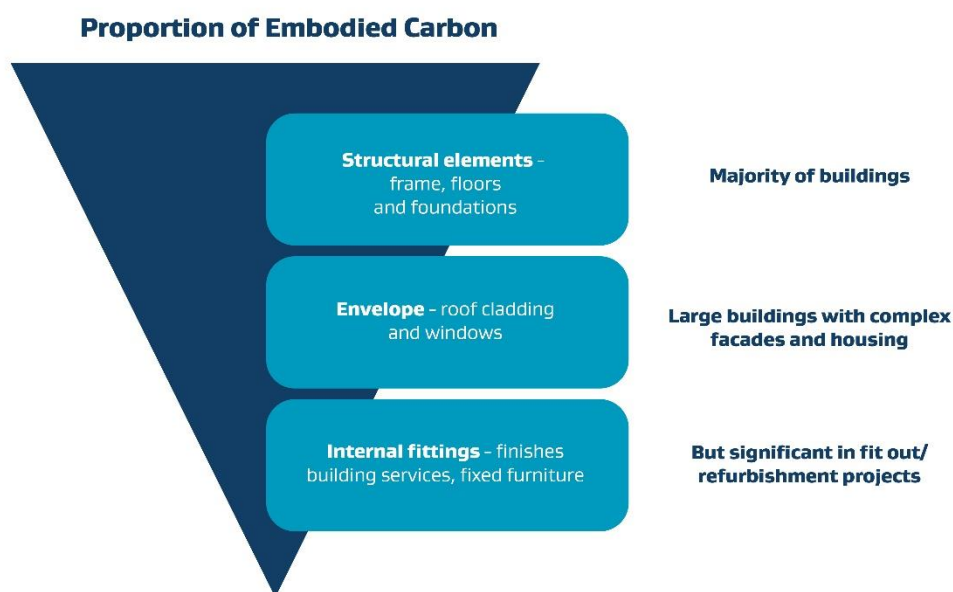 Proportion of Embodied Carbon
Structural elements -
frame, floors
and foundations
Majority of buildings
Envelope - roof cladding
and windows
Large buildings with complex
facades and housing
Internal fittings - finishes
building services, fixed furniture
But significant in fit out/
refurbishment projects